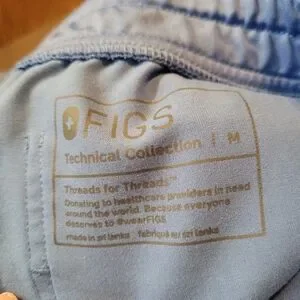 FIGS
Technical Collection | M
Threads for Threads™
Donating to healthcare providers in need
around the world. Because everyone
deserves to #wearFIGS
made in sri lanka fabriqué au sri lanka